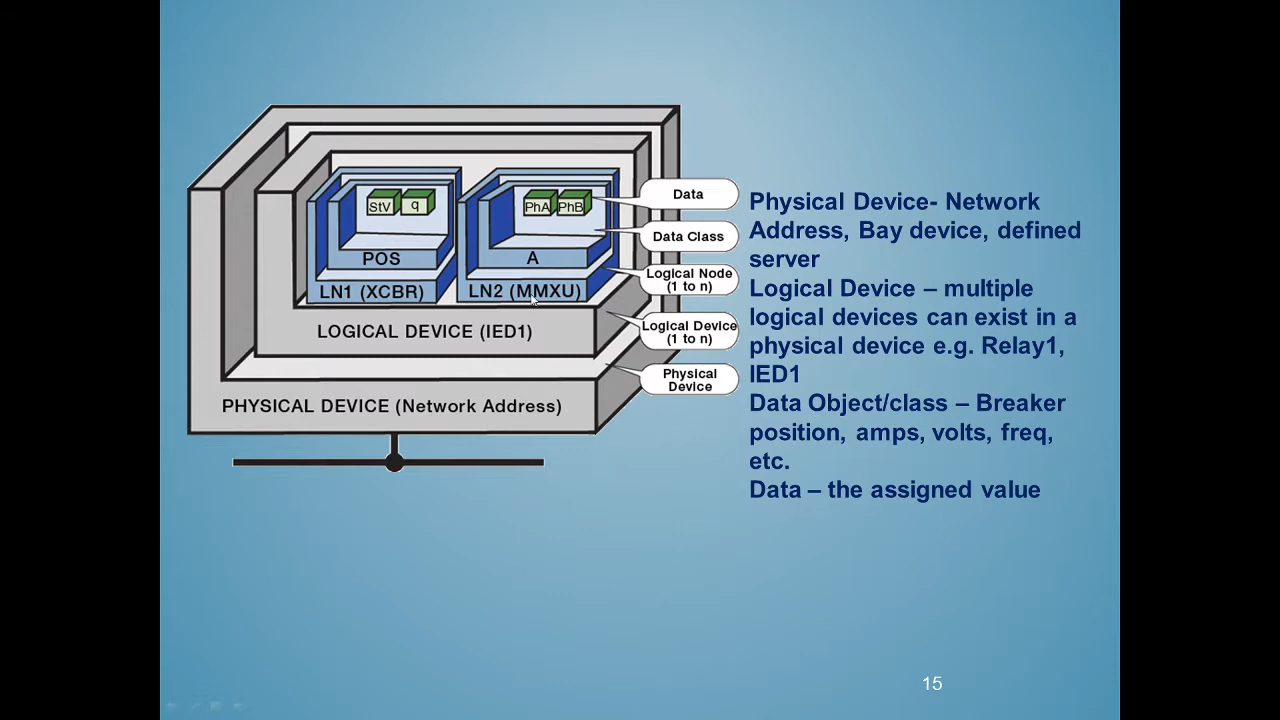 StV
q
PhA
PhB
POS
A
LN1 (XCBR)
LN2 (MMXU)
LOGICAL DEVICE (IED1)
PHYSICAL DEVICE (Network Address)
Data
Data Class
Logical Node
(1 to n)
Logical Device
(1 to n)
Physical
Device
Physical Device- Network
Address, Bay device, defined
server
Logical Device – multiple
logical devices can exist in a
physical device e.g. Relay1,
IED1
Data Object/class – Breaker
position, amps, volts, freq,
etc.
Data – the assigned value
15